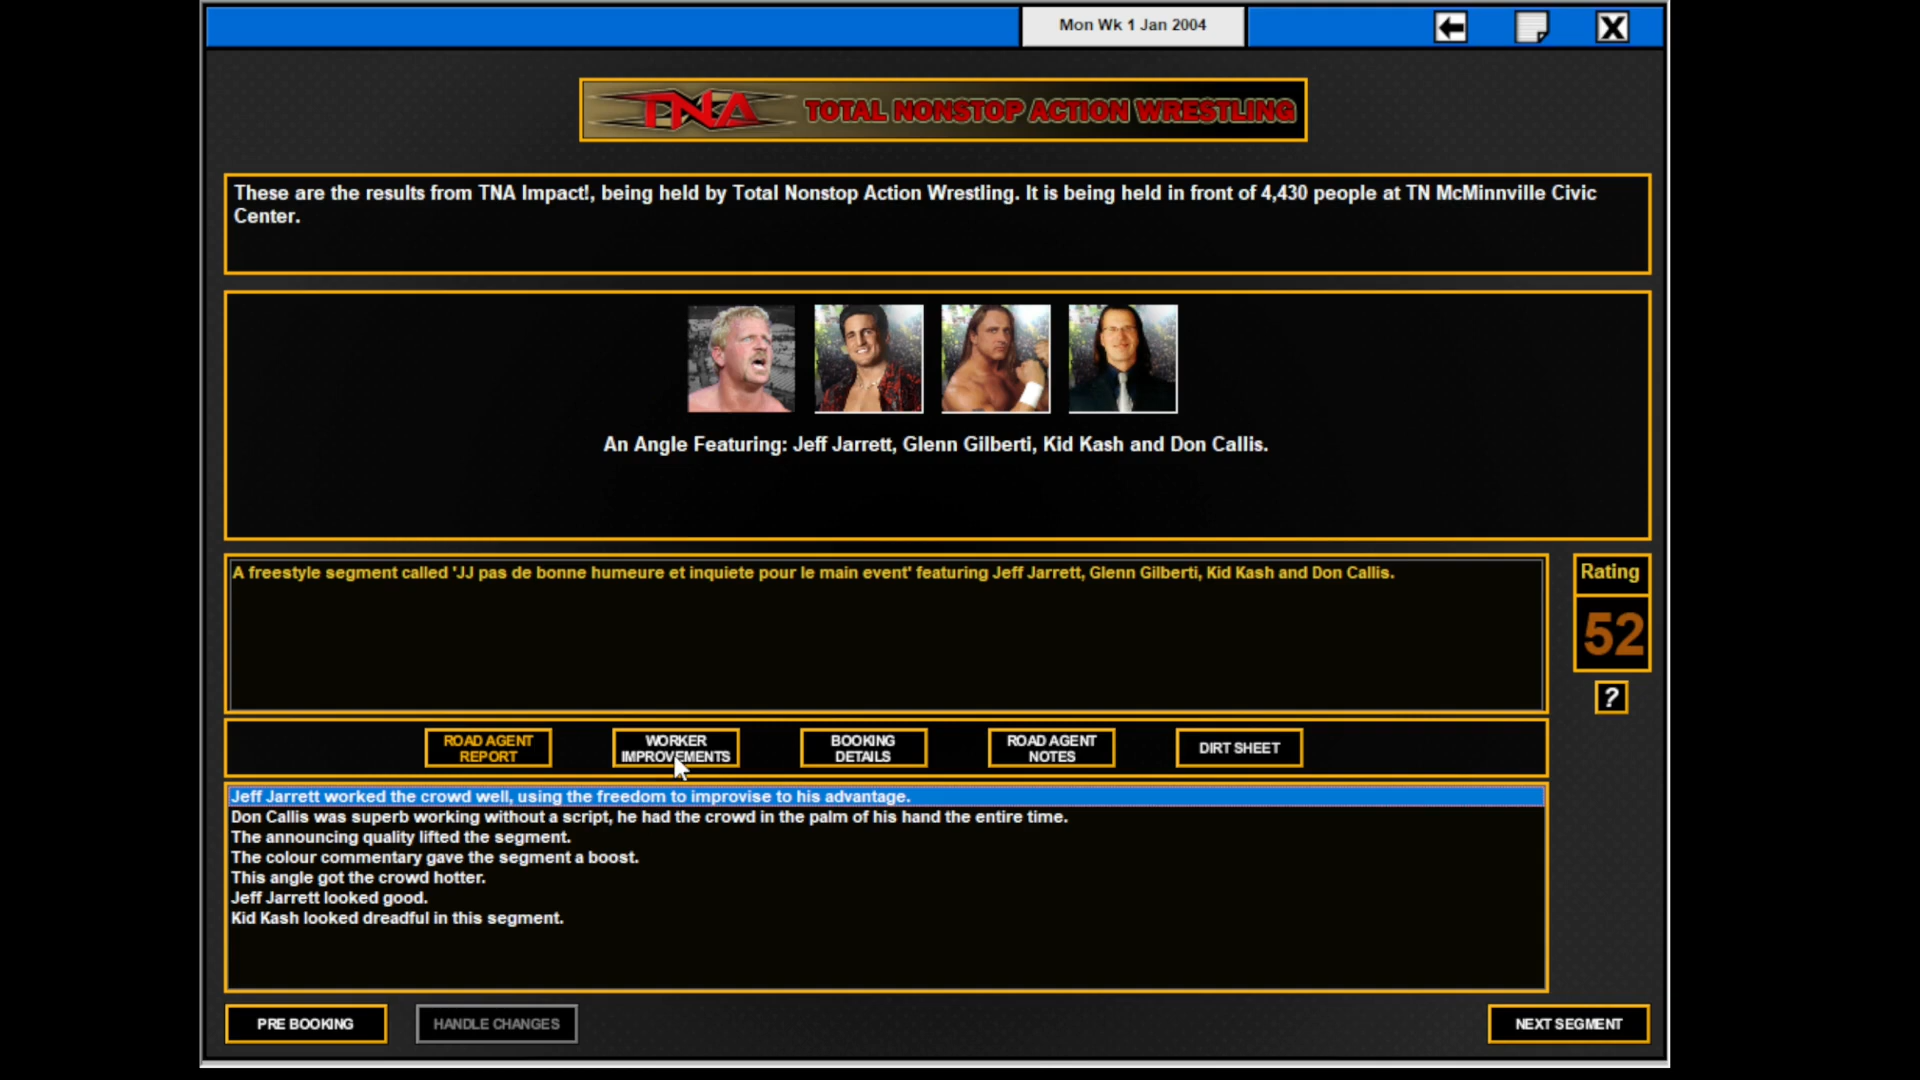 Mon Wk 1 Jan 2004
TNA TOTAL NONSTOP ACTION WRESTLING
These are the results from TNA Impact!, being held by Total Nonstop Action Wrestling. It is being held in front of 4,430 people at TN McMinnville Civic
Center.
An Angle Featuring: Jeff Jarrett, Glenn Gilberti, Kid Kash and Don Callis.
A freestyle segment called 'JJ pas de bonne humeure et inquiete pour le main event' featuring Jeff Jarrett, Glenn Gilberti, Kid Kash and Don Callis.
Rating
52
?
ROAD AGENT
REPORT
WORKER
IMPROVEMENTS
BOOKING
DETAILS
ROAD AGENT
NOTES
DIRT SHEET
Jeff Jarrett worked the crowd well, using the freedom to improvise to his advantage.
Don Callis was superb working without a script, he had the crowd in the palm of his hand the entire time.
The announcing quality lifted the segment.
The colour commentary gave the segment a boost.
This angle got the crowd hotter.
Jeff Jarrett looked good.
Kid Kash looked dreadful in this segment.
PRE BOOKING
HANDLE CHANGES
NEXT SEGMENT